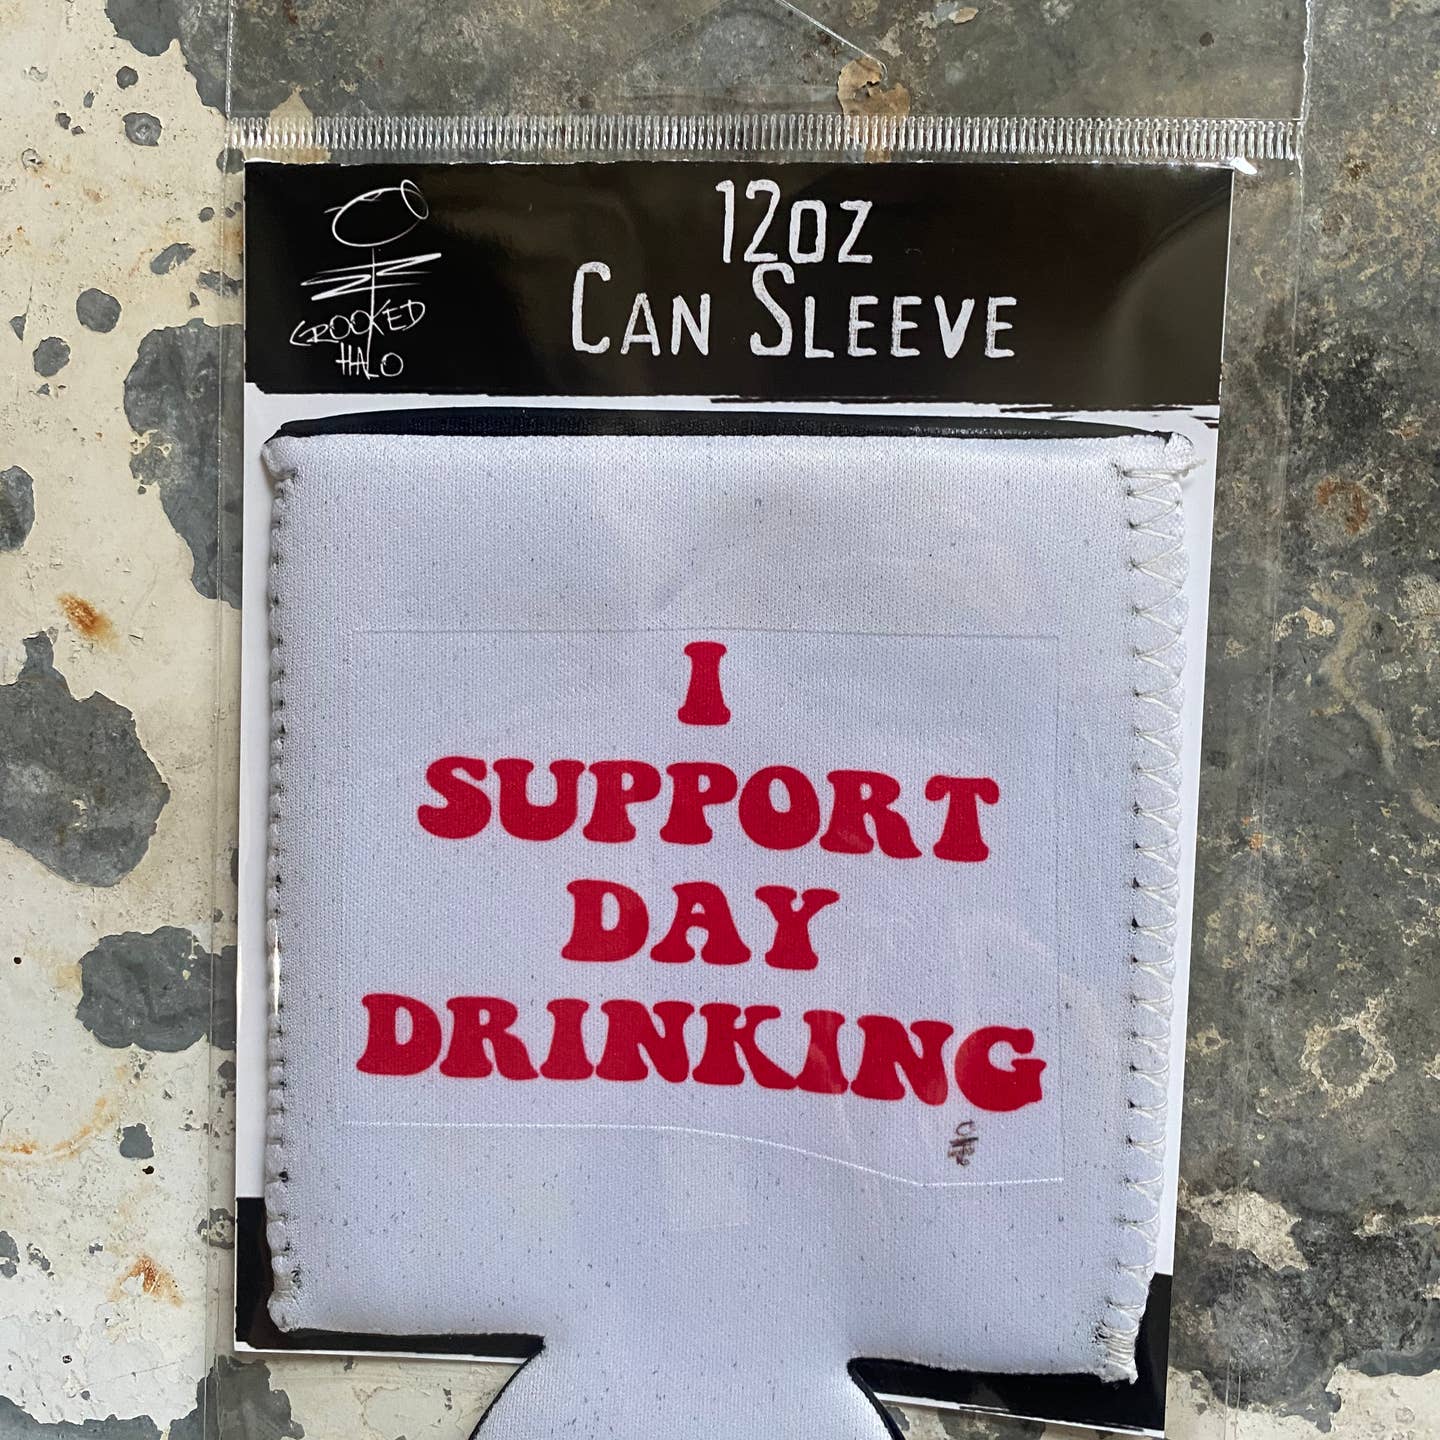 12oz
Can Sleeve
CROOKED
HALO
I
SUPPORT
DAY
DRINKING